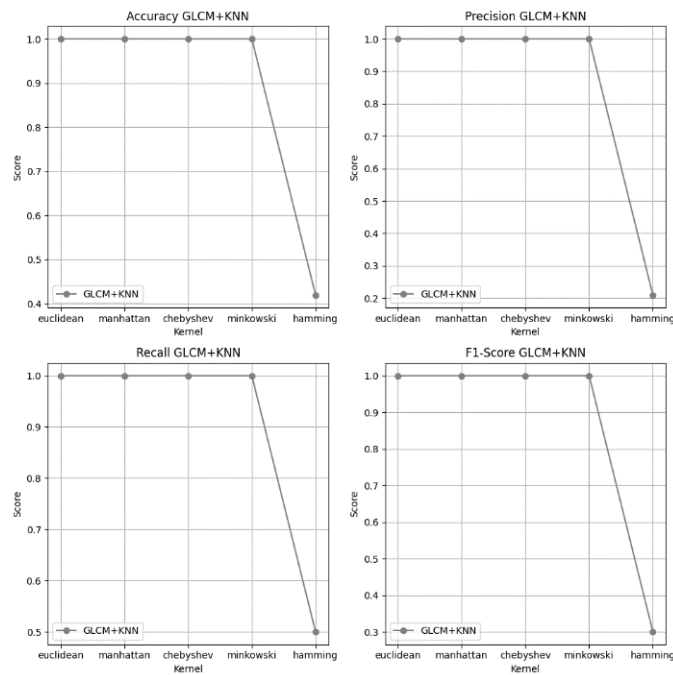 Accuracy GLCM+KNN
1.0
0.9
0.8
0.7
0.6
0.5
0.4
Score
GLCM+KNN
euclidean manhattan chebyshev minkowski hamming
Kernel
Precision GLCM+KNN
1.0
0.9
0.8
0.7
0.6
0.5
0.4
0.3
0.2
Score
GLCM+KNN
euclidean manhattan chebyshev minkowski hamming
Kernel
Recall GLCM+KNN
1.0
0.9
0.8
0.7
0.6
0.5
Score
GLCM+KNN
euclidean manhattan chebyshev minkowski hamming
Kernel
F1-Score GLCM+KNN
1.0
0.9
0.8
0.7
0.6
0.5
0.4
0.3
Score
GLCM+KNN
euclidean manhattan chebyshev minkowski hamming
Kernel